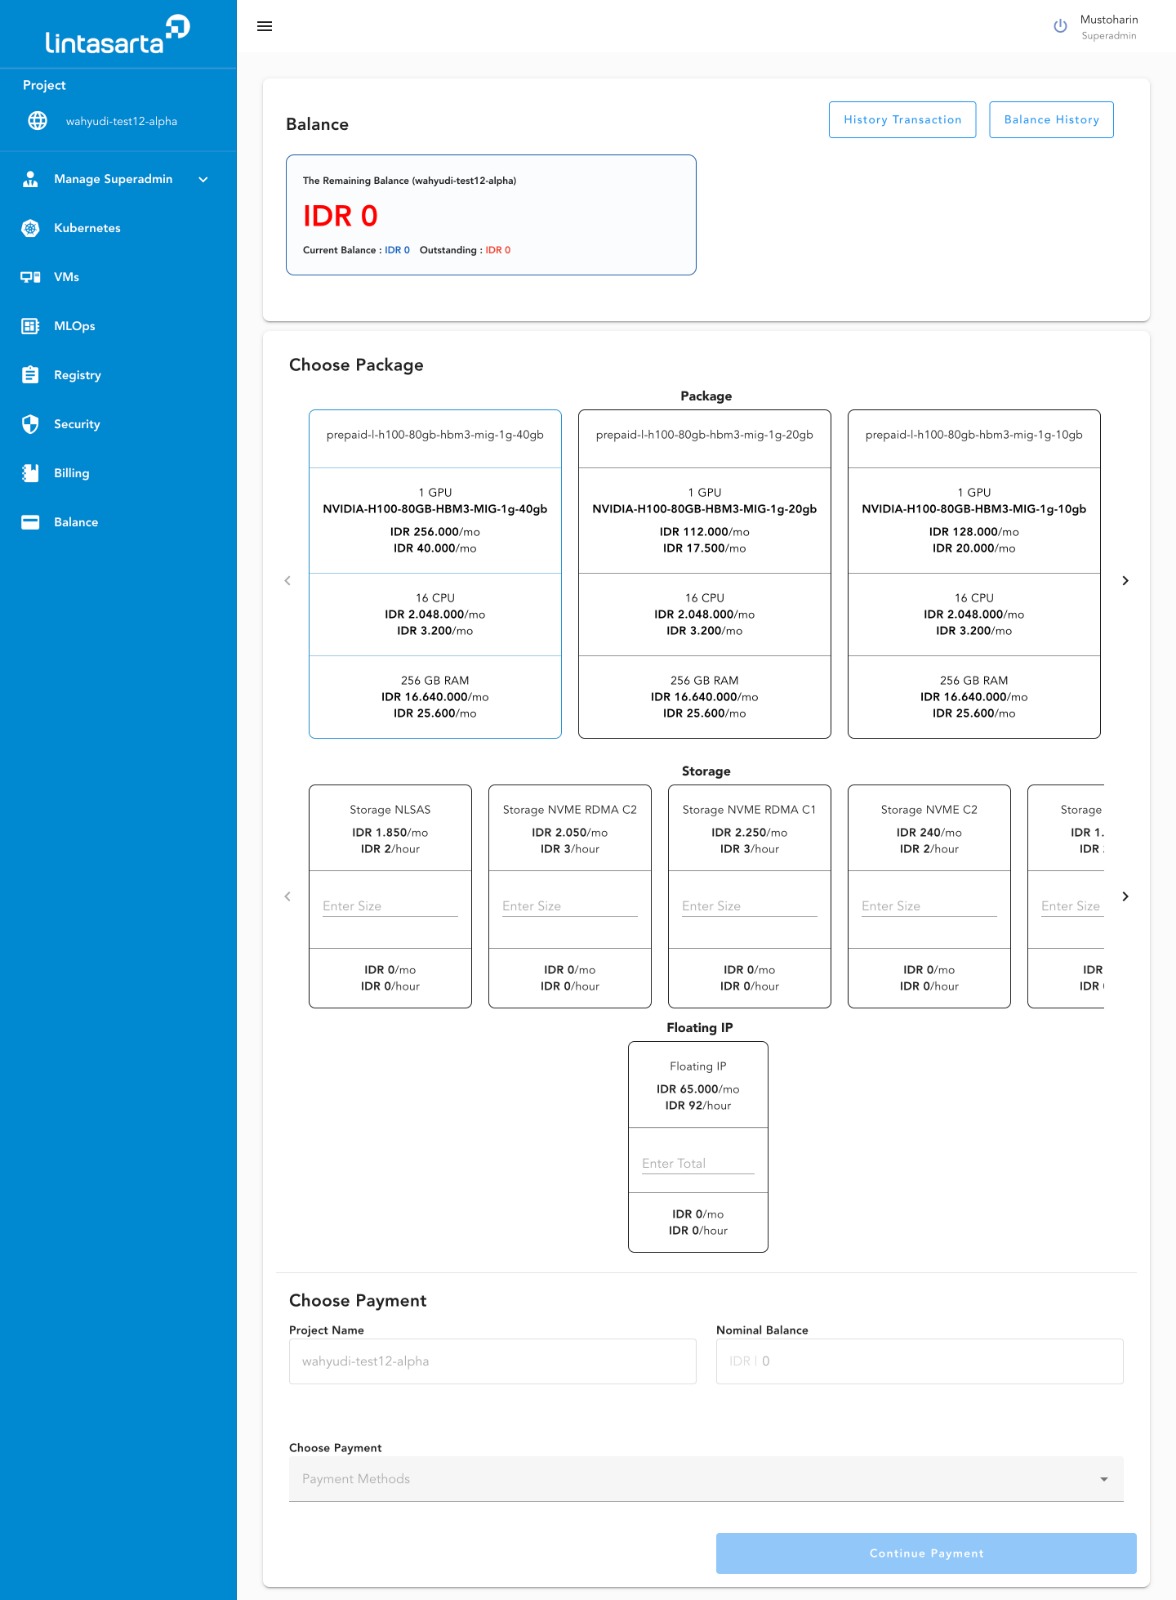 lintasarta
Project
wahyudi-test12-alpha
Manage Superadmin
Kubernetes
VMs
MLOps
Registry
Security
Billing
Balance
Mustoharin
Superadmin
Balance
History Transaction
Balance History
The Remaining Balance (wahyudi-test12-alpha)
IDR 0
Current Balance : IDR 0 Outstanding : IDR 0
Choose Package
Package
prepaid-l-h100-80gb-hbm3-mig-1g-40gb
1 GPU
NVIDIA-H100-80GB-HBM3-MIG-1g-40gb
IDR 256.000/mo
IDR 40.000/mo
16 CPU
IDR 2.048.000/mo
IDR 3.200/mo
256 GB RAM
IDR 16.640.000/mo
IDR 25.600/mo
prepaid-l-h100-80gb-hbm3-mig-1g-20gb
1 GPU
NVIDIA-H100-80GB-HBM3-MIG-1g-20gb
IDR 112.000/mo
IDR 17.500/mo
16 CPU
IDR 2.048.000/mo
IDR 3.200/mo
256 GB RAM
IDR 16.640.000/mo
IDR 25.600/mo
prepaid-l-h100-80gb-hbm3-mig-1g-10gb
1 GPU
NVIDIA-H100-80GB-HBM3-MIG-1g-10gb
IDR 128.000/mo
IDR 20.000/mo
16 CPU
IDR 2.048.000/mo
IDR 3.200/mo
256 GB RAM
IDR 16.640.000/mo
IDR 25.600/mo
Storage
Storage NLSAS
IDR 1.850/mo
IDR 2/hour
Enter Size
IDR 0/mo
IDR 0/hour
Storage NVME RDMA C2
IDR 2.050/mo
IDR 3/hour
Enter Size
IDR 0/mo
IDR 0/hour
Storage NVME RDMA C1
IDR 2.250/mo
IDR 3/hour
Enter Size
IDR 0/mo
IDR 0/hour
Storage NVME C2
IDR 240/mo
IDR 2/hour
Enter Size
IDR 0/mo
IDR 0/hour
Storage
IDR 1.
IDR
Enter Size
IDR
IDR
Floating IP
Floating IP
IDR 65.000/mo
IDR 92/hour
Enter Total
IDR 0/mo
IDR 0/hour
Choose Payment
Project Name
wahyudi-test12-alpha
Nominal Balance
IDR | 0
Choose Payment
Payment Methods
Continue Payment